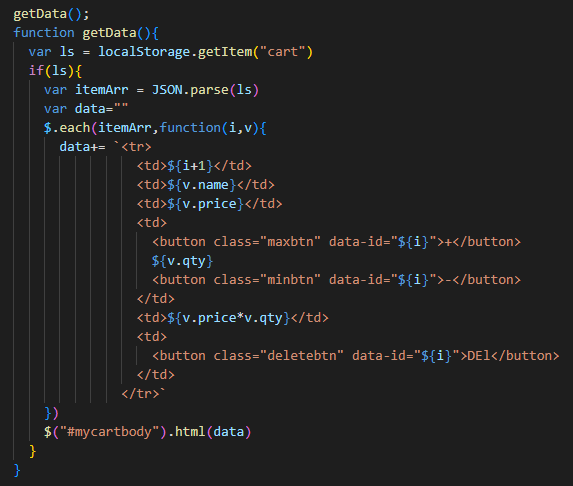 getData();
function getData(){
  var ls = localStorage.getItem("cart")
  if(ls){
    var itemArr = JSON.parse(ls)
    var data=""
    $.each(itemArr,function(i,v){
      data+= `<tr>
                <td>${i+1}</td>
                <td>${v.name}</td>
                <td>${v.price}</td>
                <td>
                  <button class="maxbtn" data-id="${i}">+</button>
                  ${v.qty}
                  <button class="minbtn" data-id="${i}">-</button>
                </td>
                <td>${v.price*v.qty}</td>
                <td>
                  <button class="deletebtn" data-id="${i}">DEl</button>
                </td>
              </tr>`
    })
    $("#mycartbody").html(data)
  }
}